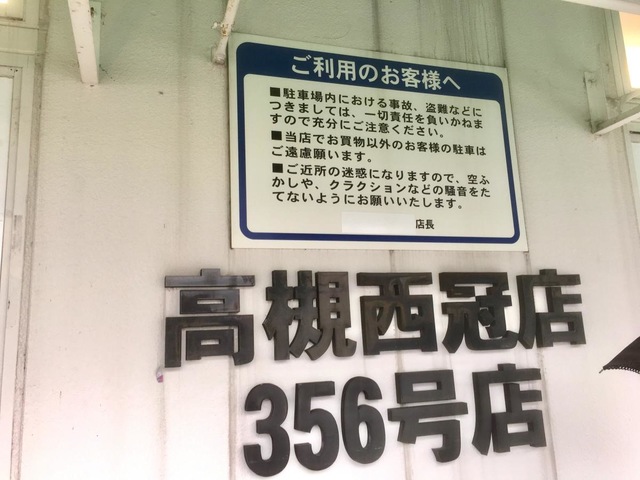 ご利用のお客様へ
■駐車場内における事故、盗難などに
つきましては、一切責任を負いかねま
すので充分にご注意ください。
■当店でお買物以外のお客様の駐車は
ご遠慮願います。
■ご近所の迷惑になりますので、空ふ
かしや、クラクションなどの騒音をた
てないようにお願いいたします。
店長
高槻西冠店
356号店